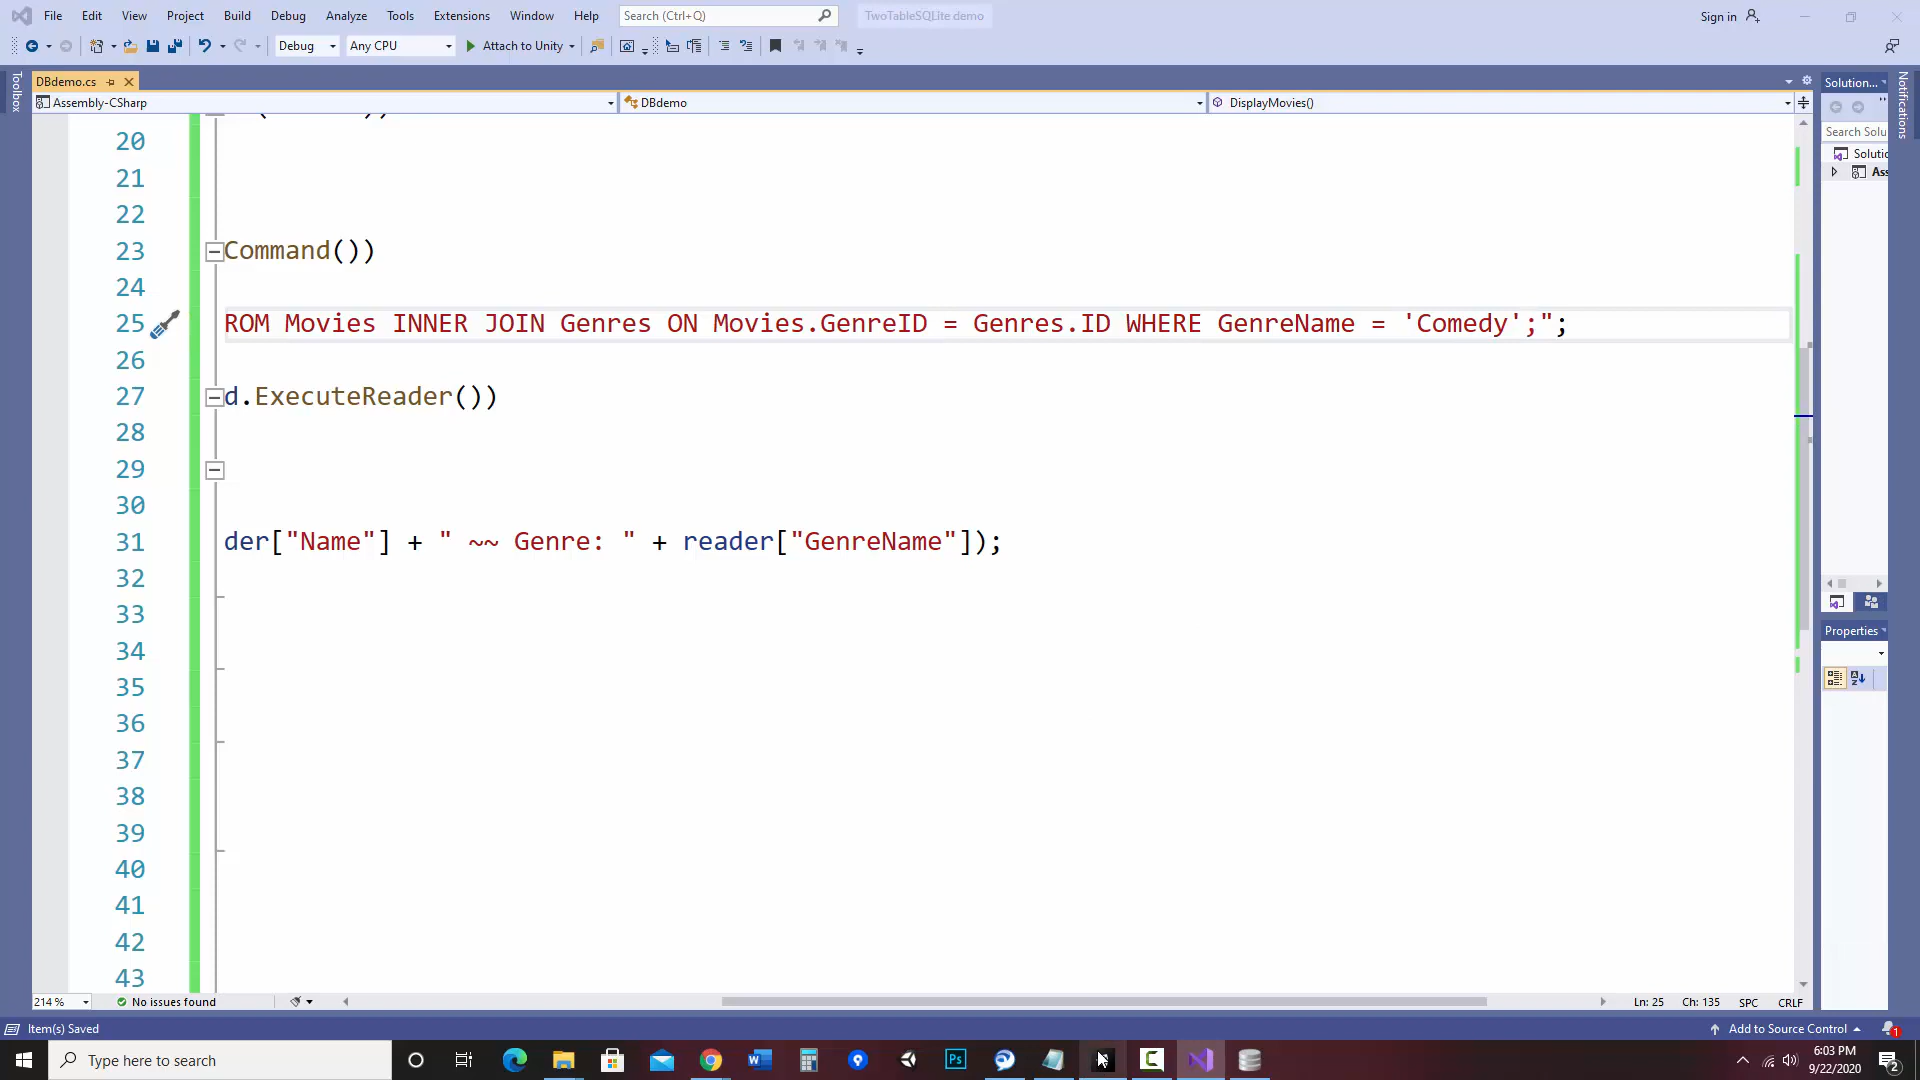 File Edit View Project Build Debug Analyze Tools Extensions Window Help Search (Ctrl+Q) TwoTableSQLIte demo Sign in
Debug Any CPU Attach to Unity
Toolbox
DBdemo.cs
Solution...
Notifications
Assembly-CSharp DBdemo DisplayMovies()
Search Solu
Solutic
Ass
20
21
22
23 Command())
24
25 ROM Movies INNER JOIN Genres ON Movies.GenreID = Genres.ID WHERE GenreName = 'Comedy';";
26
27 d.ExecuteReader())
28
29
30
31 der["Name"] + " ~~ Genre: " + reader["GenreName"]);
32
33
34
35
36
37
38
39
40
41
42
43
Properties
214 % No issues found Ln: 25 Ch: 135 SPC CRLF
Item(s) Saved Add to Source Control 1
Type here to search
6:03 PM
9/22/2020
2